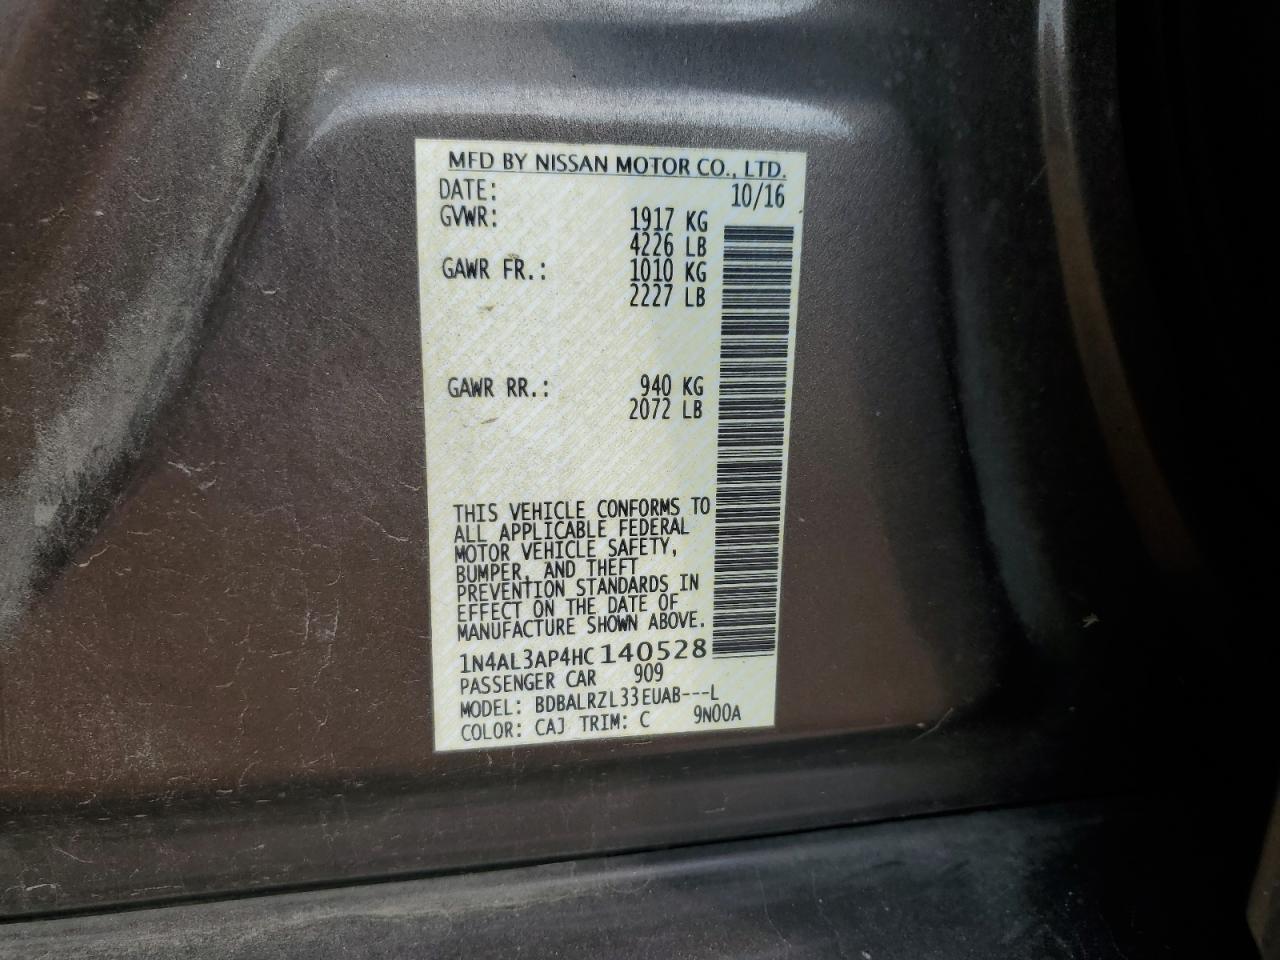 MFD BY NISSAN MOTOR CO., LTD.
DATE: 10/16
GVWR: 1917 KG
4226 LB
GAWR FR.: 1010 KG
2227 LB
GAWR RR.: 940 KG
2072 LB
THIS VEHICLE CONFORMS TO
ALL APPLICABLE FEDERAL
MOTOR VEHICLE SAFETY,
BUMPER, AND THEFT
PREVENTION STANDARDS IN
EFFECT ON THE DATE OF
MANUFACTURE SHOWN ABOVE.
1N4AL3AP4HC140528
PASSENGER CAR 909
MODEL: BDBALRZL33EUAB---L
COLOR: CAJ TRIM: C 9N00A